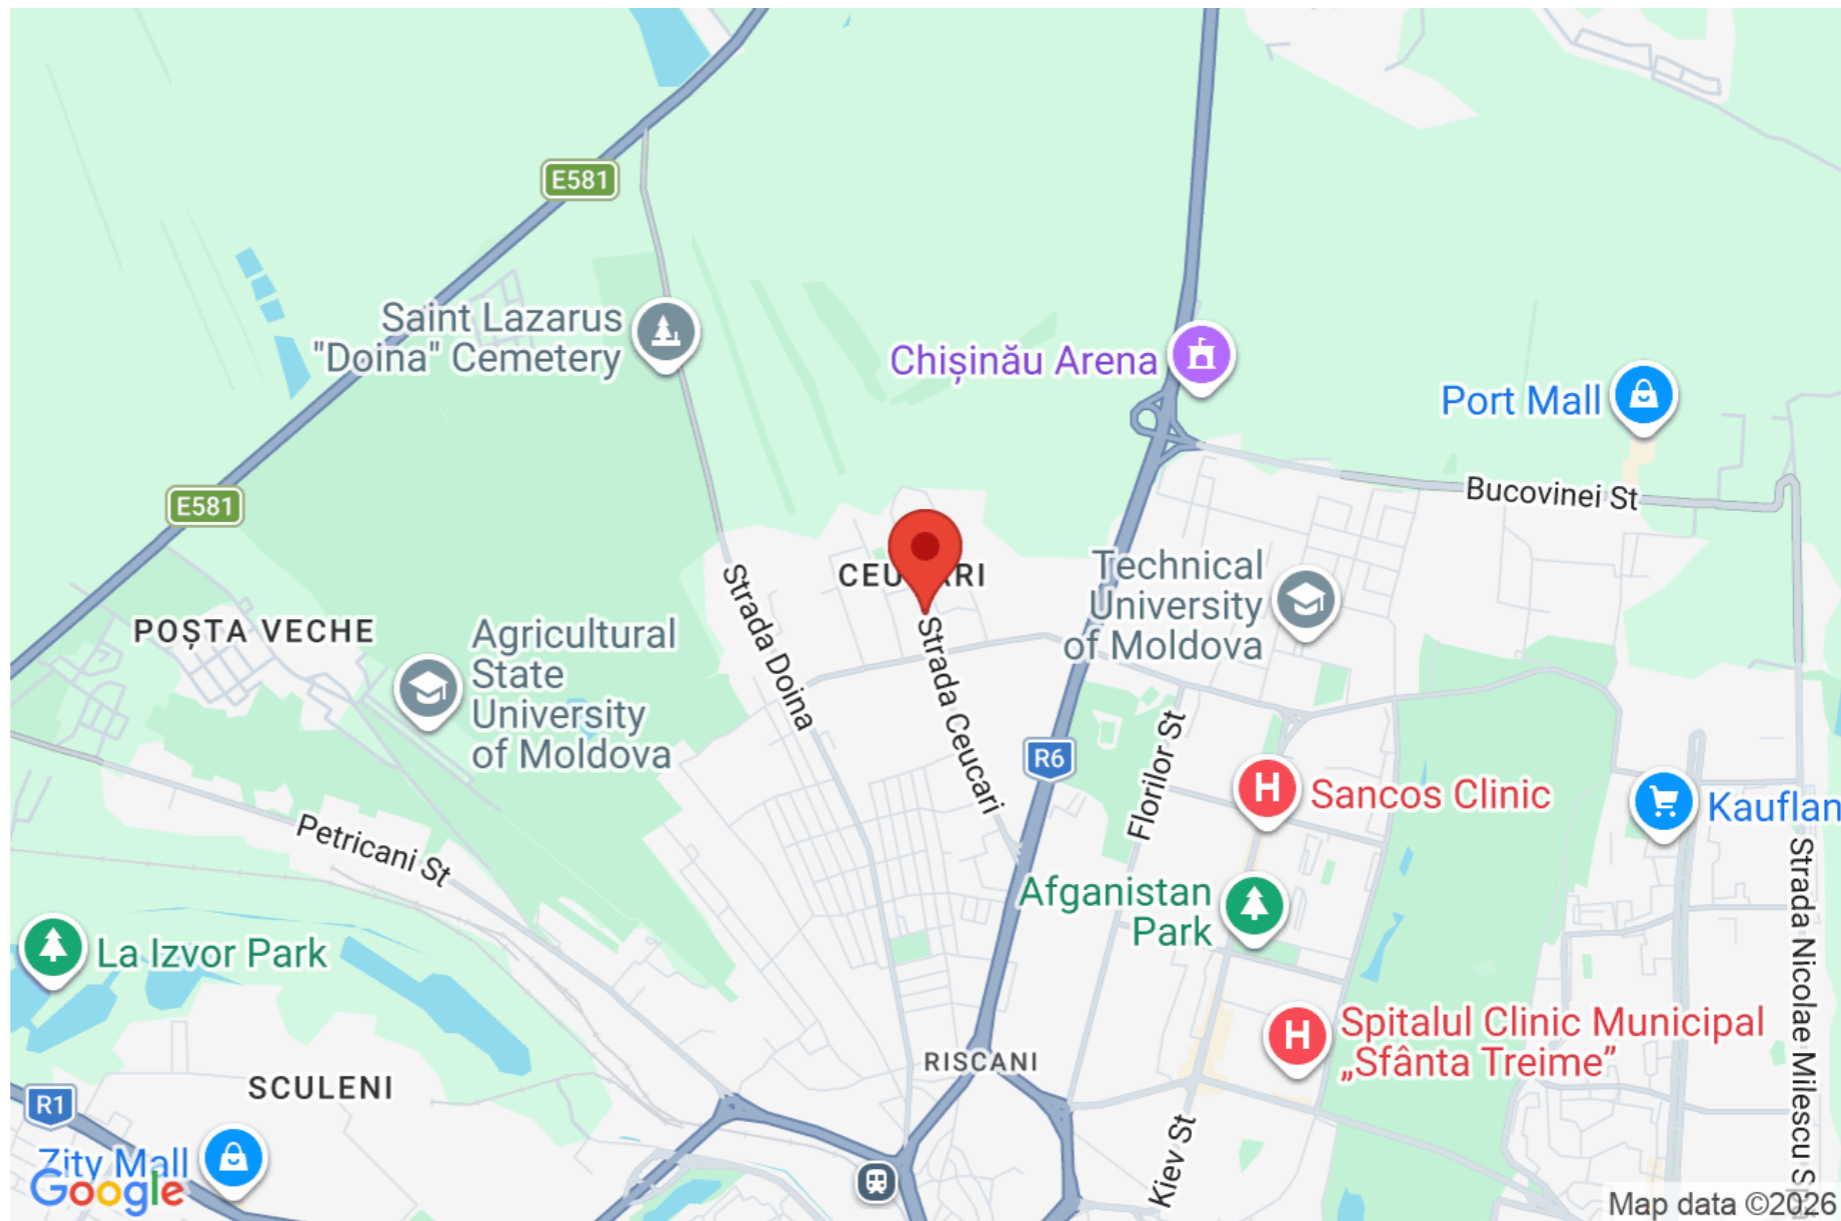 E581
Saint Lazarus
"Doina" Cemetery
Chișinău Arena
Port Mall
E581
Bucovinei St
CEU
ARI
Technical
University
of Moldova
Strada Doina
Strada Ceucari
POȘTA VECHE
Agricultural
State
University
of Moldova
Florilor St
R6
H
Sancos Clinic
Kauflan
Petricani St
Afganistan
Park
Strada Nicolae Milescu S
La Izvor Park
H
Spitalul Clinic Municipal
„Sfânta Treime”
RISCANI
SCULENI
R1
Kiev St
Zity Mall
Google
Map data ©2026